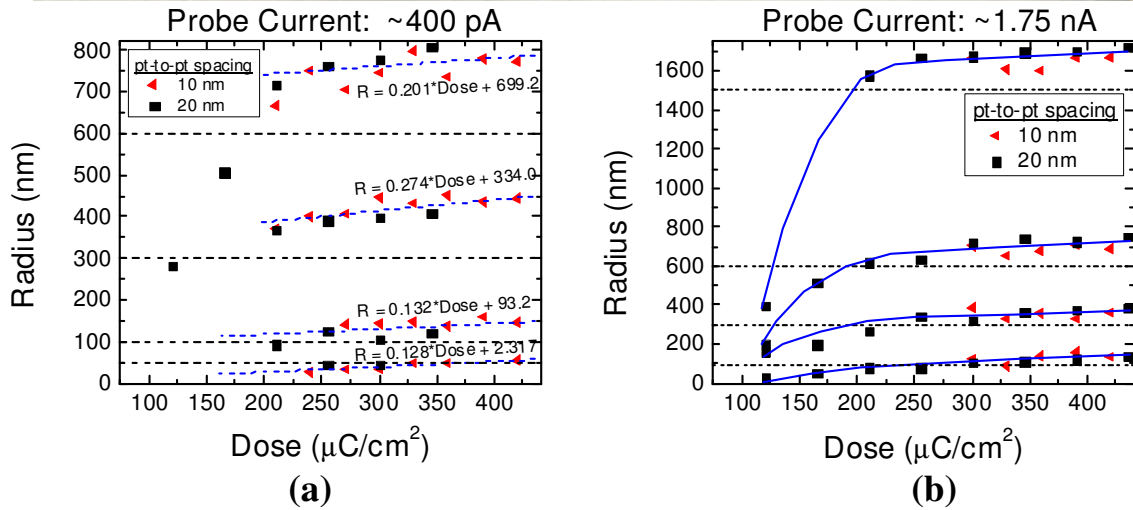 Probe Current: ~400 pA
800
700
600
500
400
300
200
100
50
0
Radius (nm)
pt-to-pt spacing
10 nm
20 nm
R = 0.201*Dose + 699.2
R = 0.274*Dose + 334.0
R = 0.132*Dose + 93.2
R = 0.128*Dose + 2.317
100 150 200 250 300 350 400
Dose (μC/cm²)
(a)
Probe Current: ~1.75 nA
1600
1400
1200
1000
800
600
400
200
0
Radius (nm)
pt-to-pt spacing
10 nm
20 nm
100 150 200 250 300 350 400
Dose (μC/cm²)
(b)